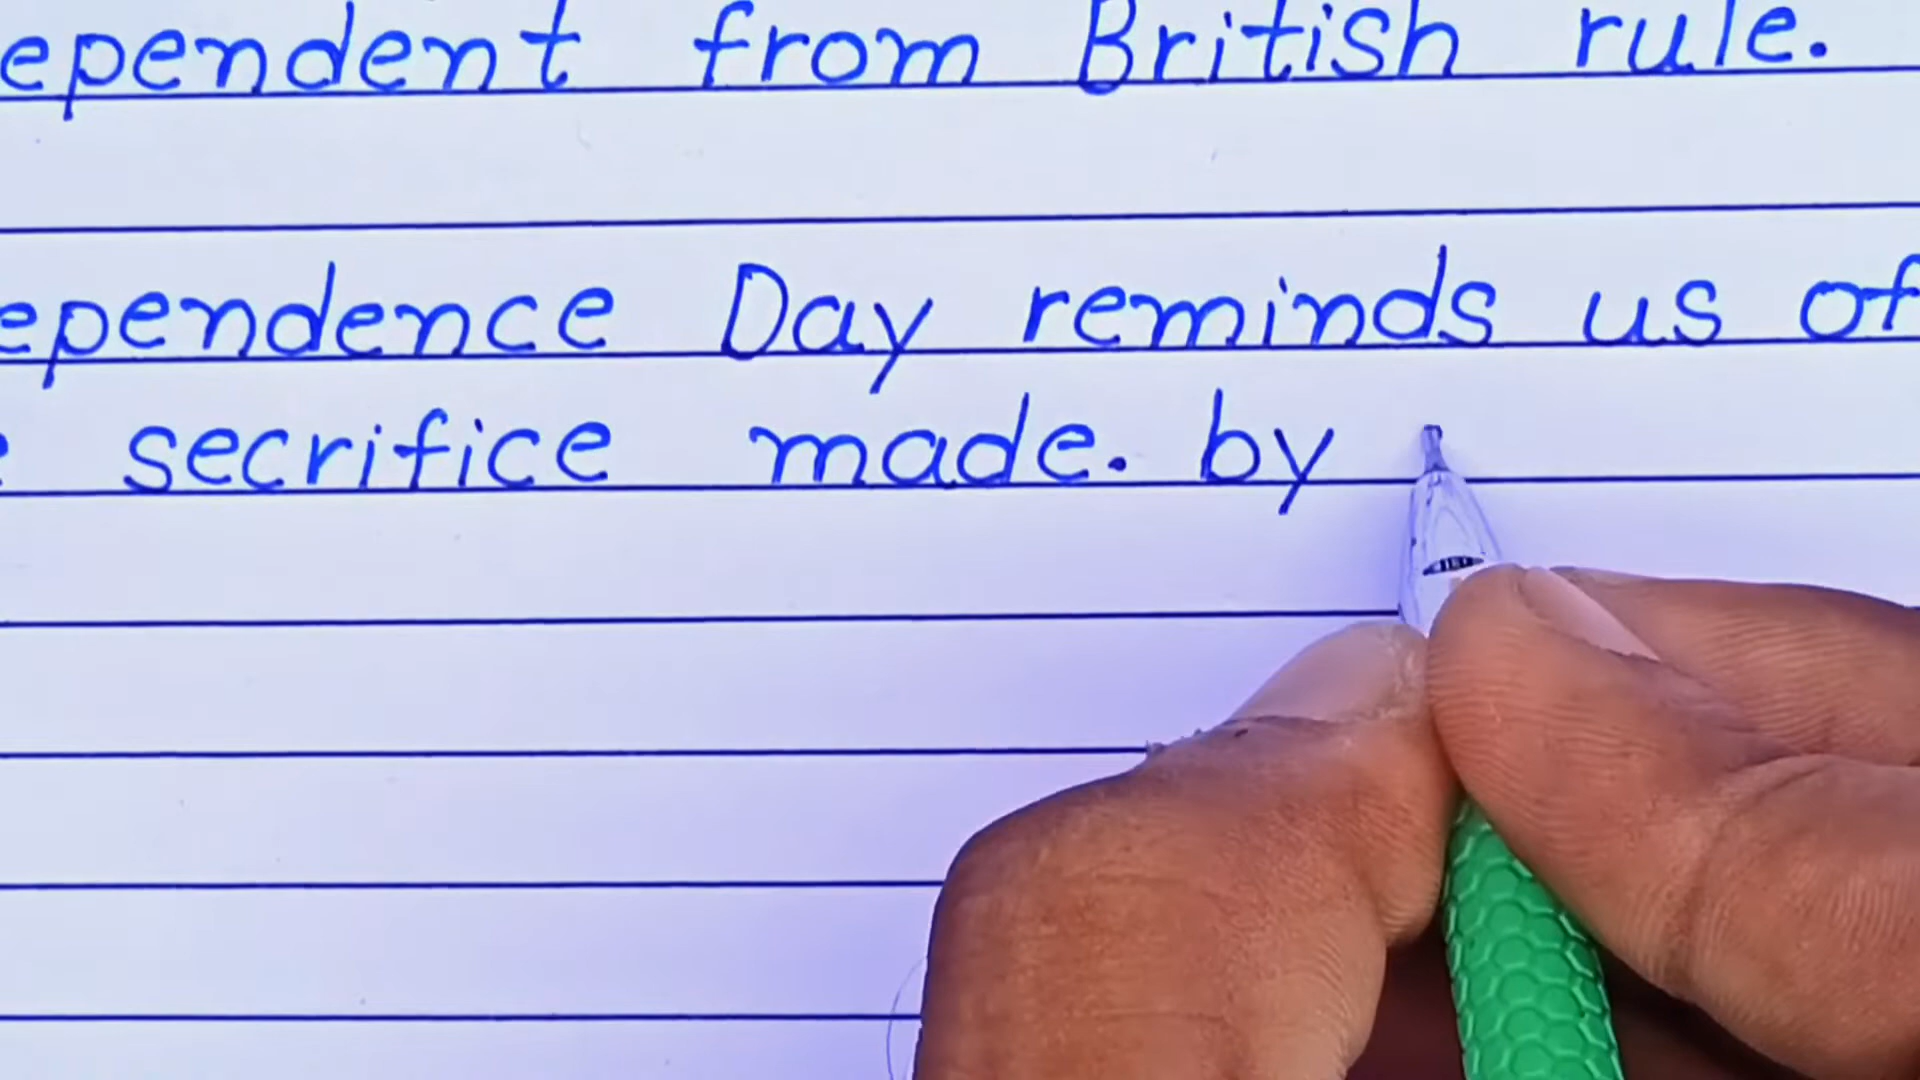 ependent from British rule.
ependence Day reminds us of
secrifice made. by